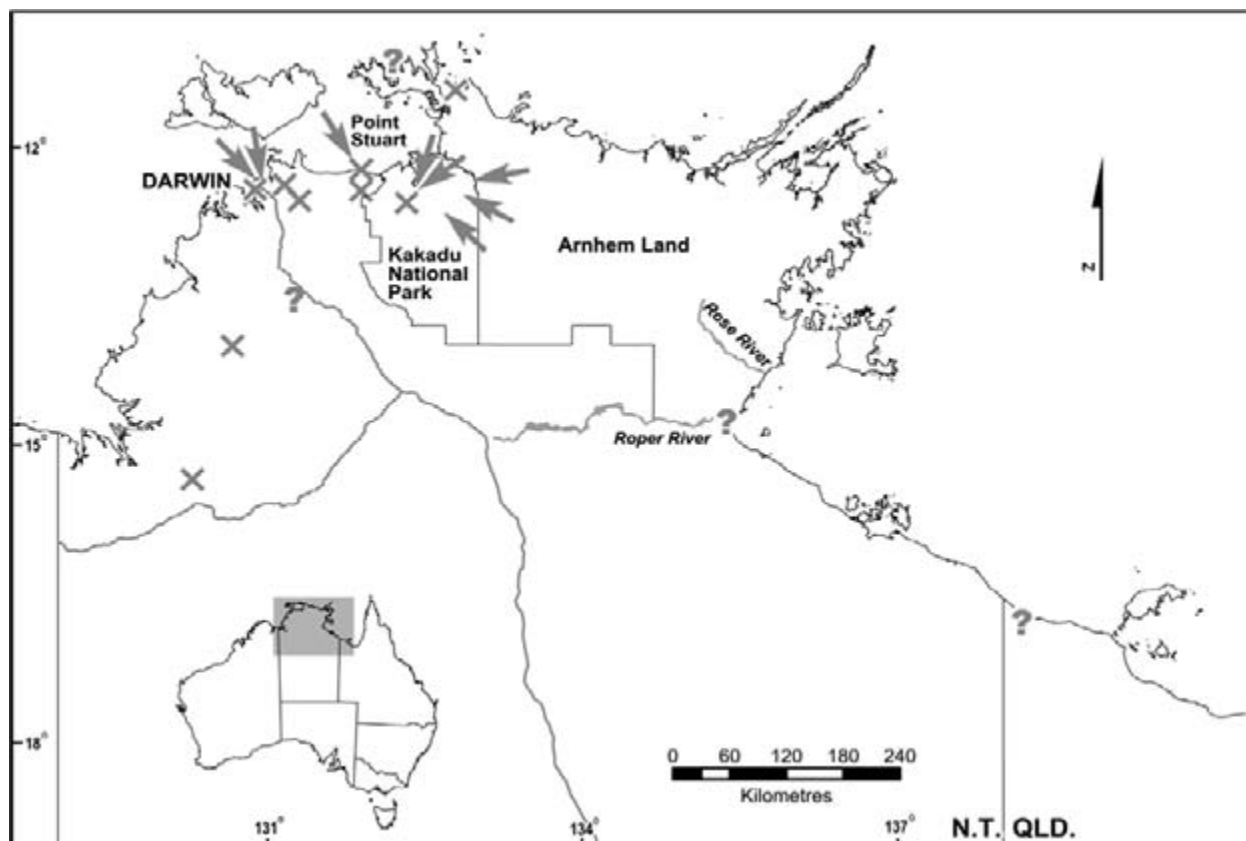 ?
Point
Stuart
12°
DARWIN
Kakadu
National
Park
Arnhem Land
?
Rose River
N
15°
Roper River
?
?
18°
0 60 120 180 240
Kilometres
131° 134° 137°
N.T. QLD.